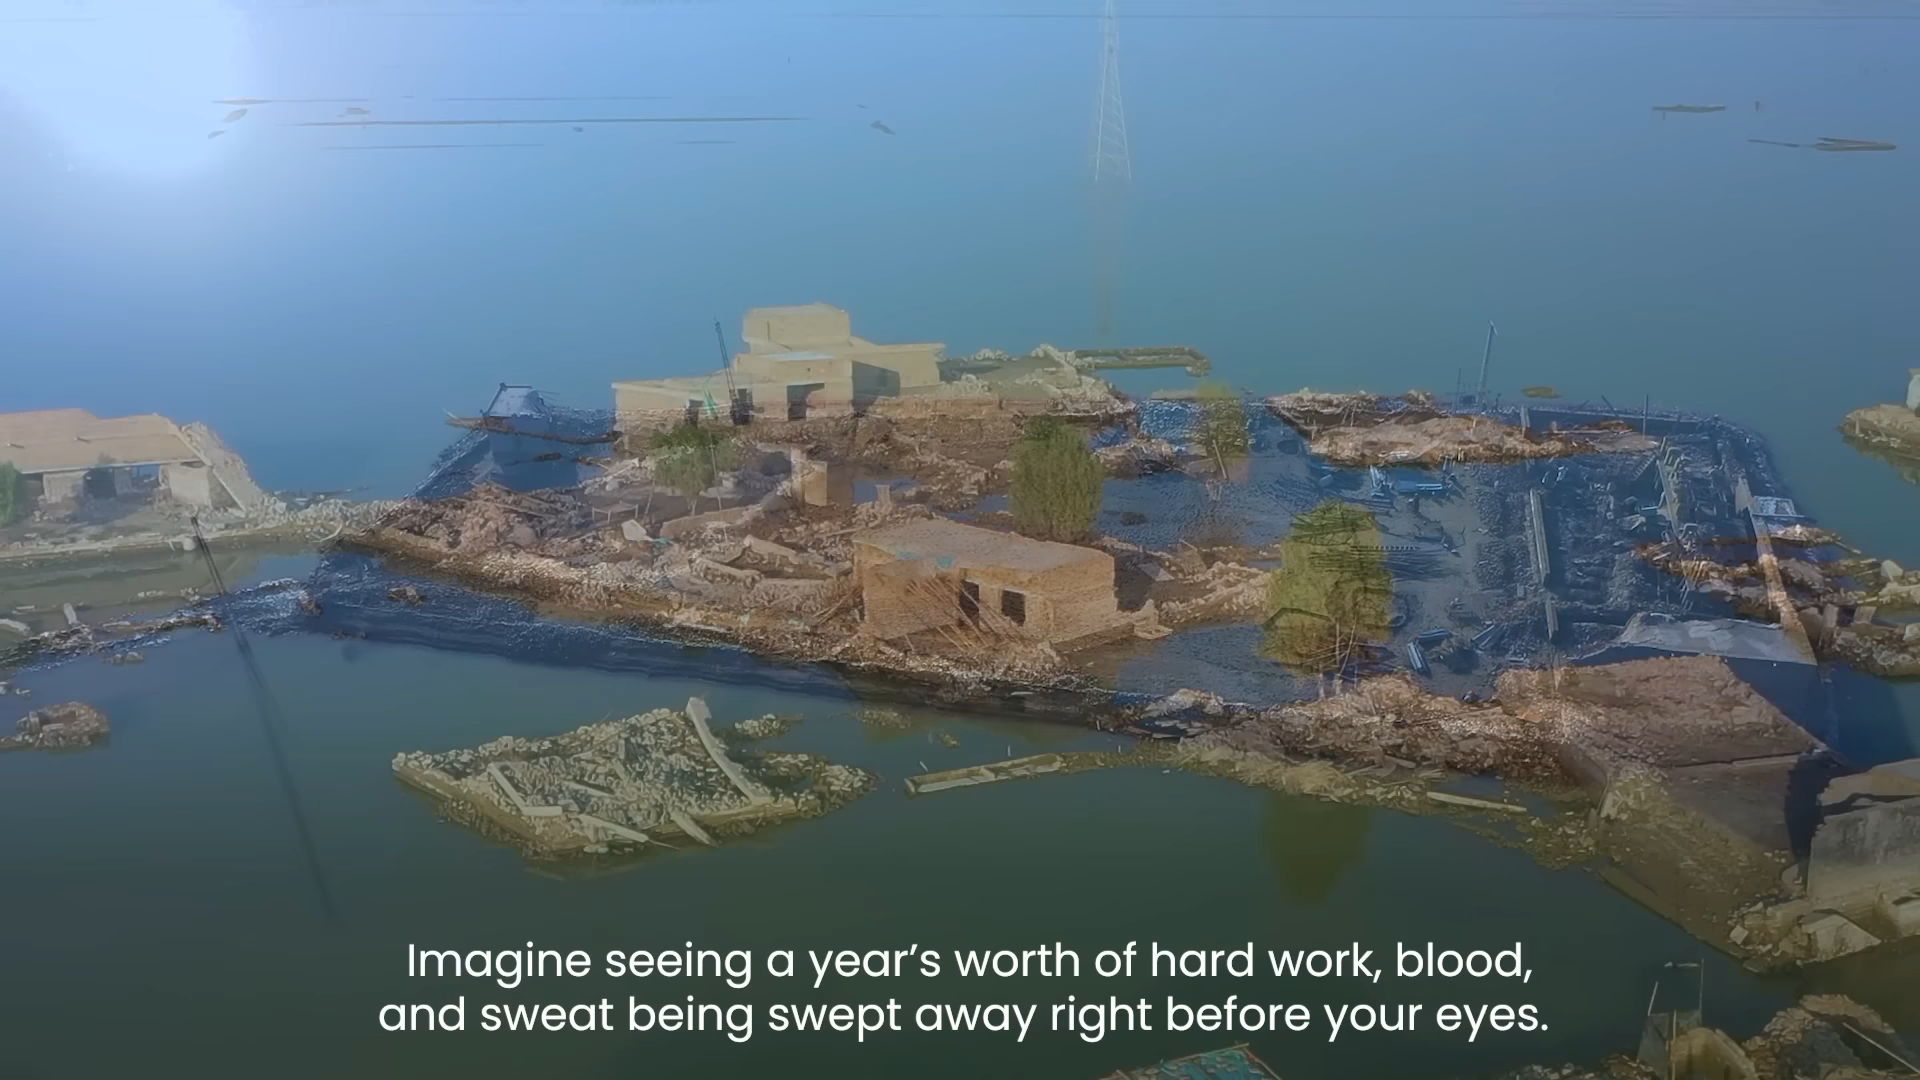 Imagine seeing a year’s worth of hard work, blood,
and sweat being swept away right before your eyes.